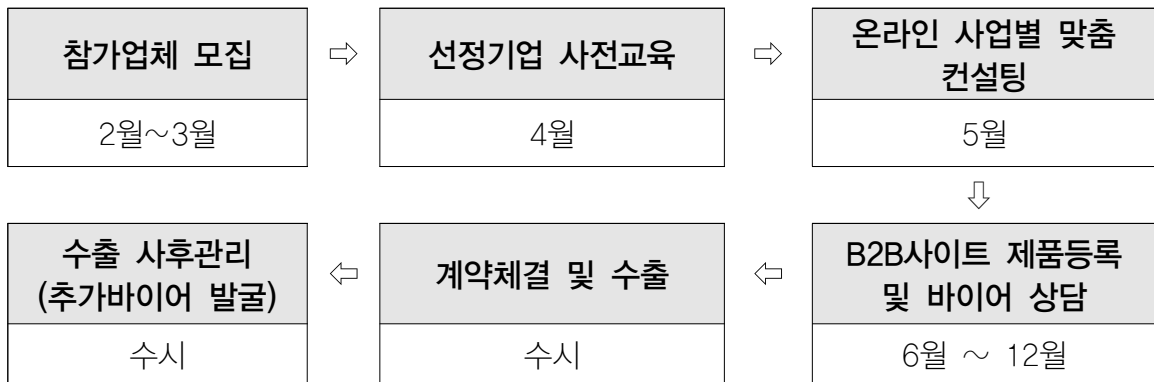 참가업체 모집
2월～3월
⇨
선정기업 사전교육
4월
⇨
온라인 사업별 맞춤
컨설팅
5월
⇩
B2B사이트 제품등록
및 바이어 상담
6월 ～ 12월
⇦
계약체결 및 수출
수시
⇦
수출 사후관리
(추가바이어 발굴)
수시